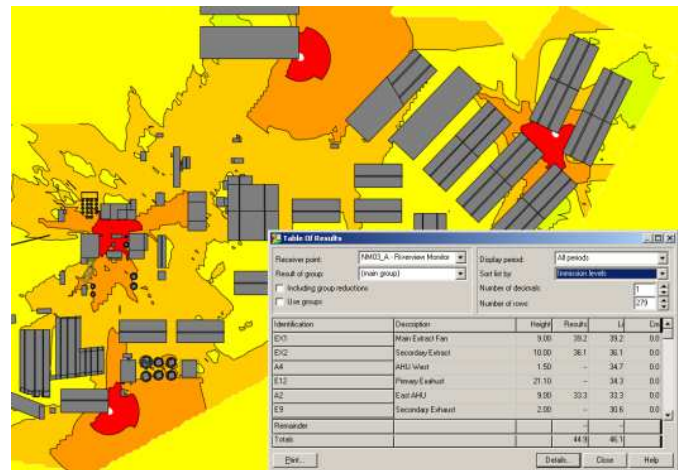 Table Of Results
Receiver point: NM03_A - Riverview Monitor Display period: All periods
Result of group: (main group) Sort list by: Immission levels
Including group reductions Number of decimals: 1
Use groups Number of rows: 279
Identification Description Height Results Li Cm
EX1 Main Extract Fan 9.00 39.2 39.2 0.0
EX2 Secondary Extract 10.00 36.1 36.1 0.0
A4 AHU West 1.50 -- 34.7 0.0
E12 Exahust 21.10 -- 34.3 0.0
A2 East AHU 9.00 33.3 33.3 0.0
E9 Secondary Exhaust 2.00 -- 30.6 0.0
Remainder -- --
Totals 44.9 46.1
Print... Details... Close Help